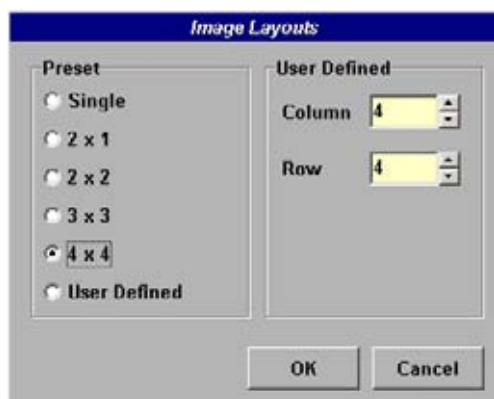 Image Layouts
Preset
Single
2 x 1
2 x 2
3 x 3
4 x 4
User Defined
User Defined
Column 4
Row 4
OK Cancel